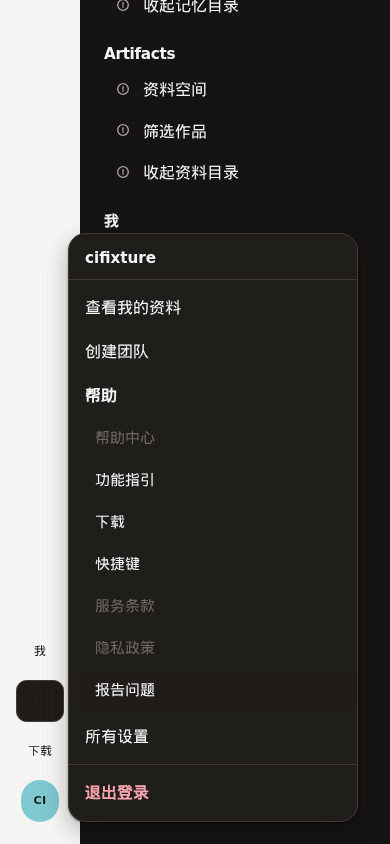 收起记忆目录
Artifacts
资料空间
筛选作品
收起资料目录
我
cifixture
查看我的资料
创建团队
帮助
帮助中心
功能指引
下载
快捷键
服务条款
隐私政策
报告问题
所有设置
退出登录
我
下载
CI